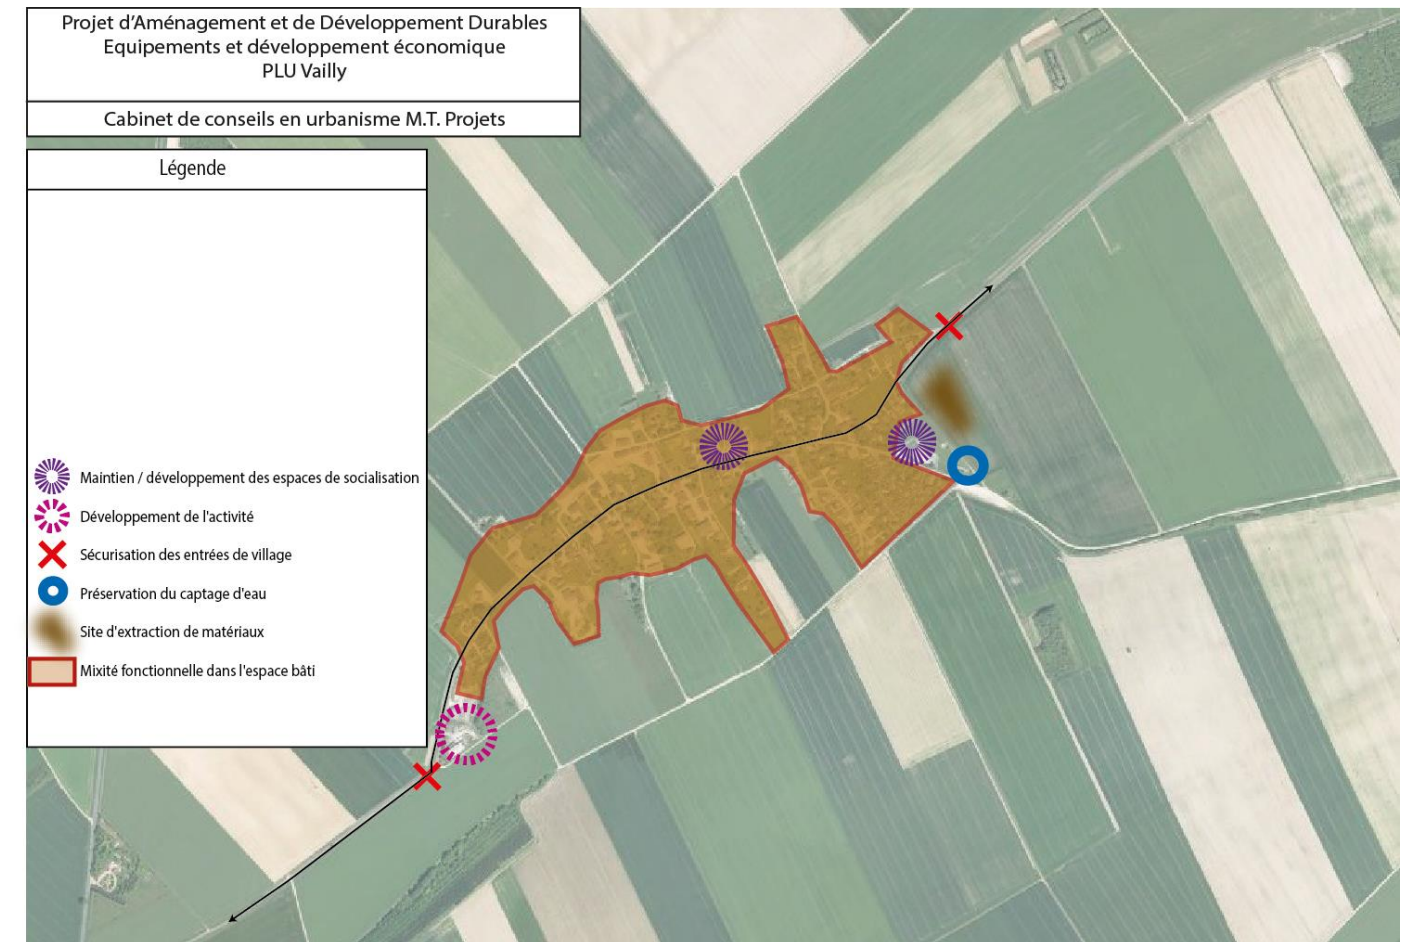 Projet d’Aménagement et de Développement Durables
Equipements et développement économique
PLU Vailly
Cabinet de conseils en urbanisme M.T. Projets
Légende
Maintien / développement des espaces de socialisation
Développement de l'activité
Sécurisation des entrées de village
Préservation du captage d'eau
Site d'extraction de matériaux
Mixité fonctionnelle dans l'espace bâti